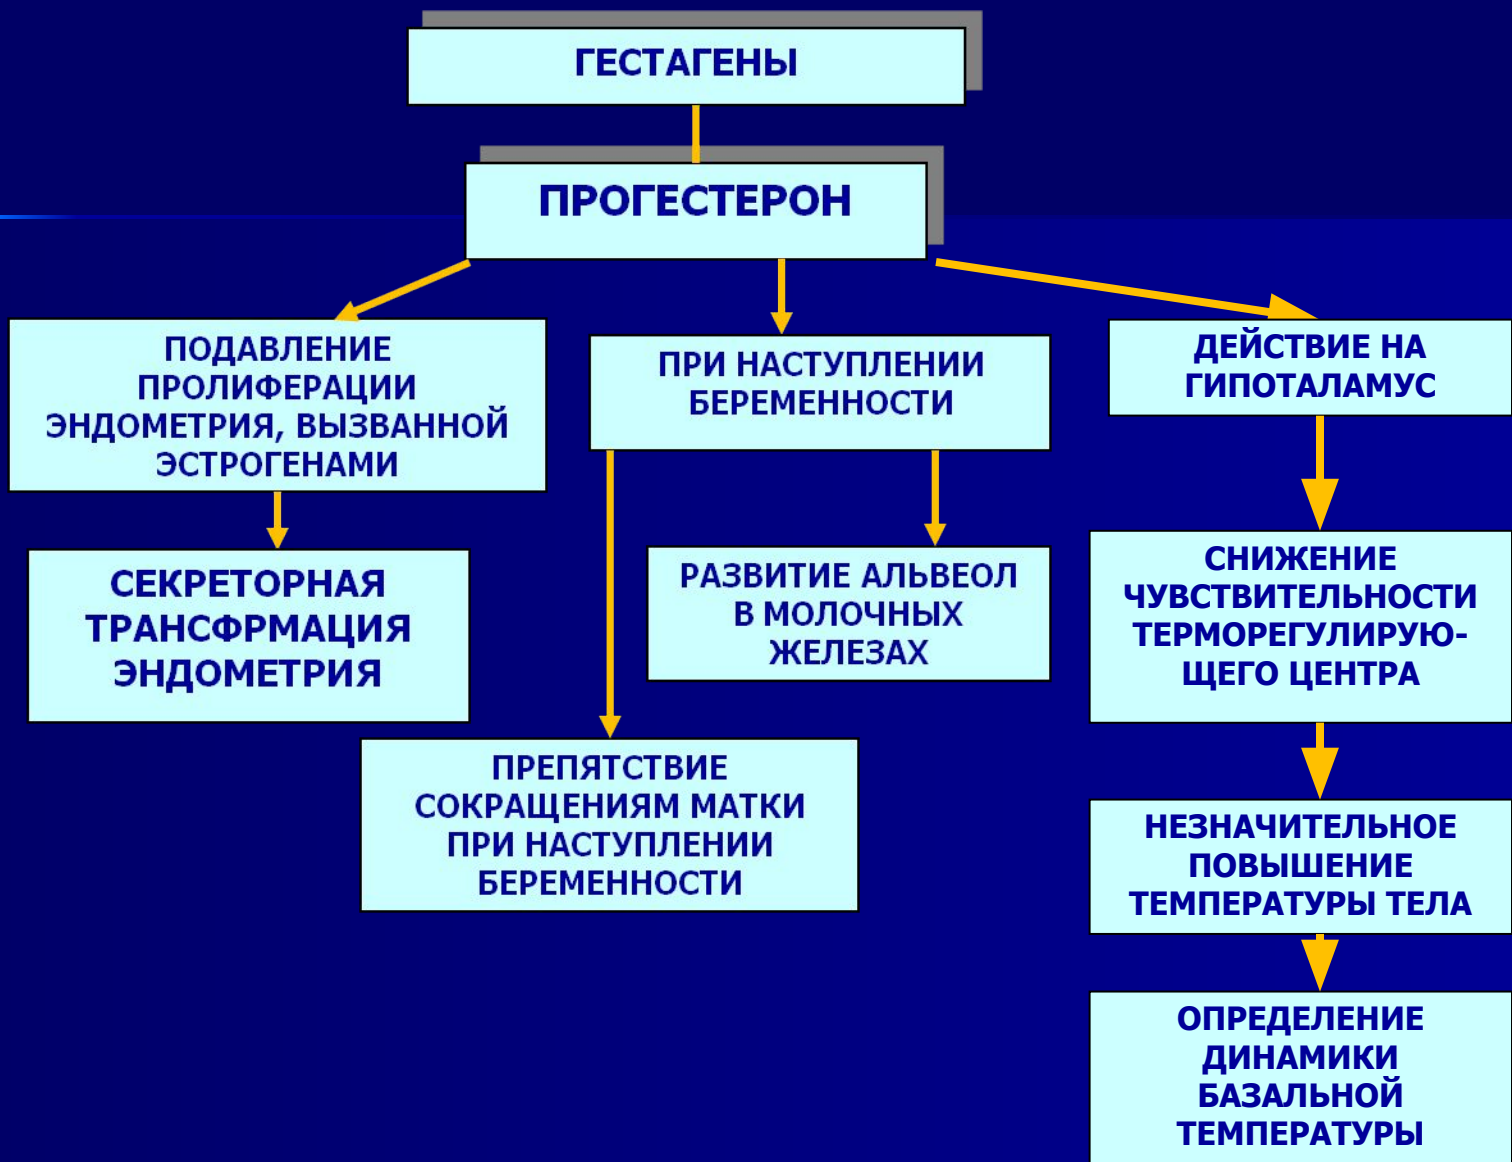 ГЕСТАГЕНЫ
ПРОГЕСТЕРОН
ПОДАВЛЕНИЕ
ПРОЛИФЕРАЦИИ
ЭНДОМЕТРИЯ, ВЫЗВАННОЙ
ЭСТРОГЕНАМИ
СЕКРЕТОРНАЯ
ТРАНСФРМАЦИЯ
ЭНДОМЕТРИЯ
ПРИ НАСТУПЛЕНИИ
БЕРЕМЕННОСТИ
РАЗВИТИЕ АЛЬВЕОЛ
В МОЛОЧНЫХ
ЖЕЛЕЗАХ
ПРЕПЯТСТВИЕ
СОКРАЩЕНИЯМ МАТКИ
ПРИ НАСТУПЛЕНИИ
БЕРЕМЕННОСТИ
ДЕЙСТВИЕ НА
ГИПОТАЛАМУС
СНИЖЕНИЕ
ЧУВСТВИТЕЛЬНОСТИ
ТЕРМОРЕГУЛИРУЮ-
ЩЕГО ЦЕНТРА
НЕЗНАЧИТЕЛЬНОЕ
ПОВЫШЕНИЕ
ТЕМПЕРАТУРЫ ТЕЛА
ОПРЕДЕЛЕНИЕ
ДИНАМИКИ
БАЗАЛЬНОЙ
ТЕМПЕРАТУРЫ